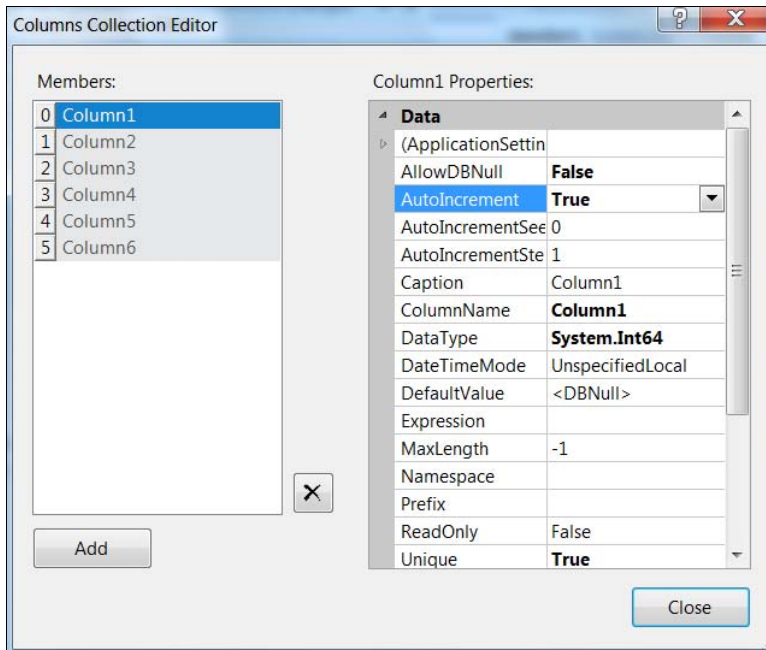 Columns Collection Editor
Members:
0 Column1
1 Column2
2 Column3
3 Column4
4 Column5
5 Column6
Add
Column1 Properties:
Data
(ApplicationSettin
AllowDBNull False
AutoIncrement True
AutoIncrementSee 0
AutoIncrementSte 1
Caption Column1
ColumnName Column1
DataType System.Int64
DateTimeMode UnspecifiedLocal
DefaultValue <DBNull>
Expression
MaxLength -1
Namespace
Prefix
ReadOnly False
Unique True
Close